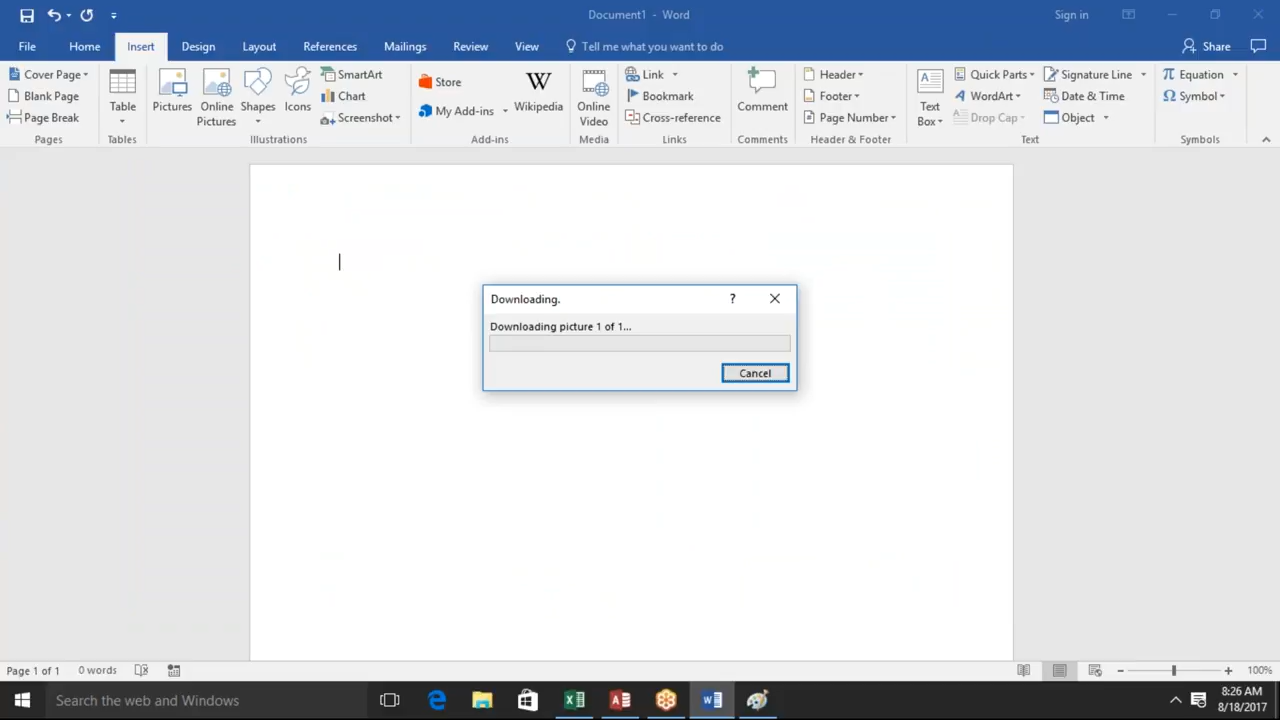 Document1 - Word
Sign in
File Home Insert Design Layout References Mailings Review View Tell me what you want to do Share
Cover Page
Blank Page
Page Break
Pages
Table
Tables
Pictures
Online
Pictures
Shapes
Icons
SmartArt
Chart
Screenshot
Illustrations
Store
My Add-ins
W
Wikipedia
Add-ins
Online
Video
Media
Link
Bookmark
Cross-reference
Links
Comment
Comments
Header
Footer
Page Number
Header & Footer
Text
Box
Quick Parts
WordArt
Drop Cap
Signature Line
Date & Time
Object
Text
π Equation
Ω Symbol
Symbols
Downloading. ?
Downloading picture 1 of 1...
Cancel
Page 1 of 1 0 words 100%
Search the web and Windows
8:26 AM
8/18/2017